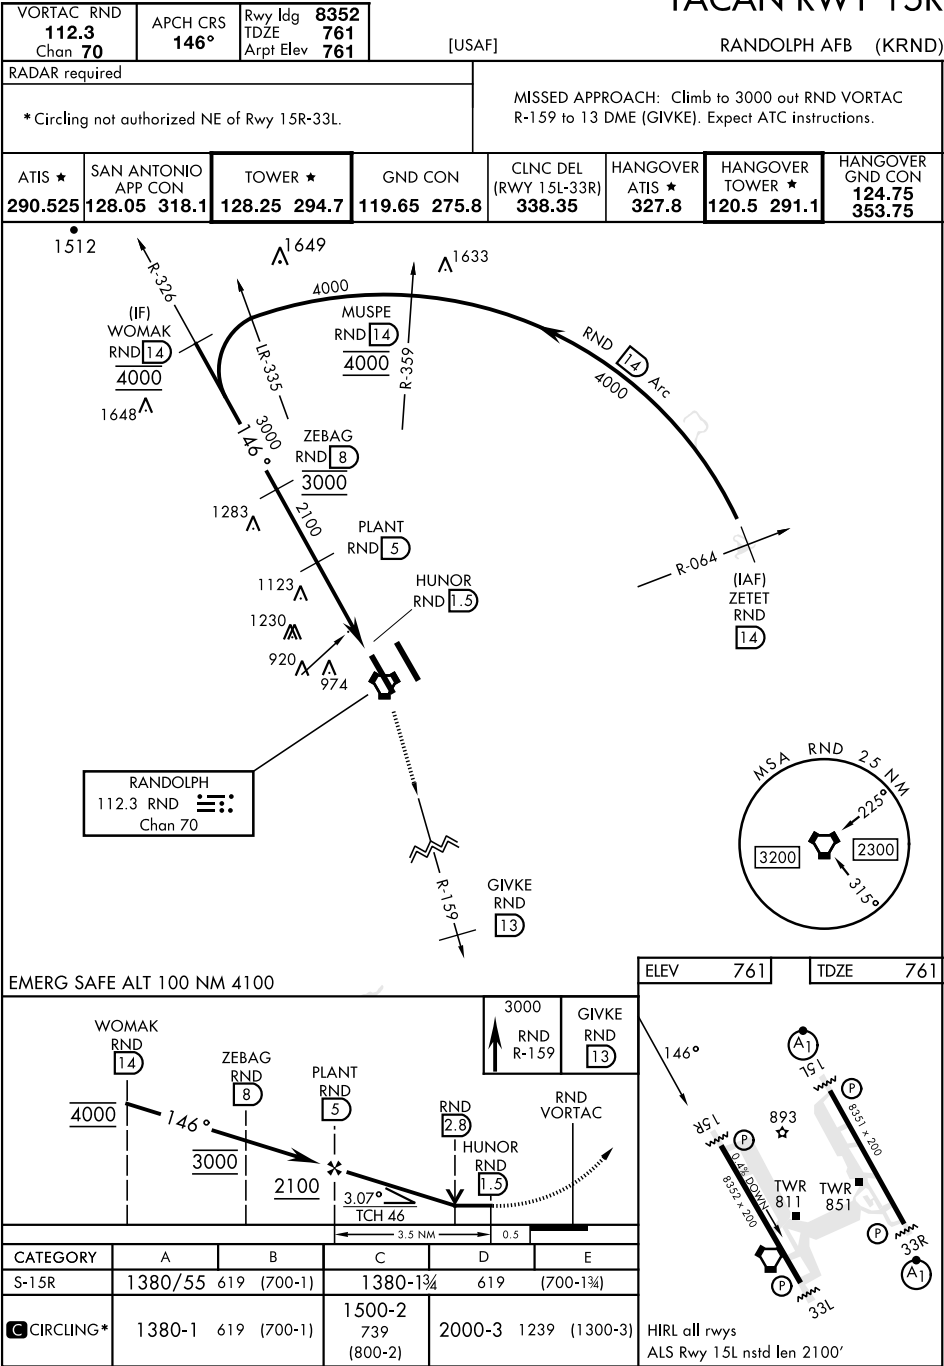 TACAN RWY 15R
VORTAC RND
112.3
Chan 70
APCH CRS
146°
Rwy ldg 8352
TDZE 761
Arpt Elev 761
[USAF]
RANDOLPH AFB (KRND)
RADAR required
* Circling not authorized NE of Rwy 15R-33L.
MISSED APPROACH: Climb to 3000 out RND VORTAC
R-159 to 13 DME (GIVKE). Expect ATC instructions.
ATIS ★
290.525
SAN ANTONIO
APP CON
128.05 318.1
TOWER ★
128.25 294.7
GND CON
119.65 275.8
CLNC DEL
(RWY 15L-33R)
338.35
HANGOVER
ATIS ★
327.8
HANGOVER
TOWER ★
120.5 291.1
HANGOVER
GND CON
124.75
353.75
1512
R-326
1649
1633
4000
(IF)
WOMAK
RND 14
4000
MUSPE
RND 14
4000
LR-335
R-359
RND 14 Arc
4000
1648
3000
146°
ZEBAG
RND 8
3000
1283
2100
PLANT
RND 5
R-064
(IAF)
ZETET
RND
14
1123
HUNOR
RND 1.5
1230
920
974
RANDOLPH
112.3 RND
Chan 70
MSA RND 25 NM
225°
3200
2300
315°
R-159
GIVKE
RND
13
EMERG SAFE ALT 100 NM 4100
ELEV 761
TDZE 761
WOMAK
RND
14
ZEBAG
RND
8
PLANT
RND
5
3000
RND
R-159
GIVKE
RND
13
RND
2.8
HUNOR
RND
1.5
RND
VORTAC
4000
146°
3000
2100
3.07°
TCH 46
3.5 NM
0.5
146°
A1
15L
P
15R
P
893
8351 x 200
0.4% DOWN
8352 x 200
TWR
811
TWR
851
P
33R
A1
P
33L
HIRL all rwys
ALS Rwy 15L nstd len 2100'
CATEGORY A B C D E
S-15R 1380/55 619 (700-1) 1380-1¾ 619 (700-1¾)
C CIRCLING* 1380-1 619 (700-1) 1500-2 739 (800-2) 2000-3 1239 (1300-3)